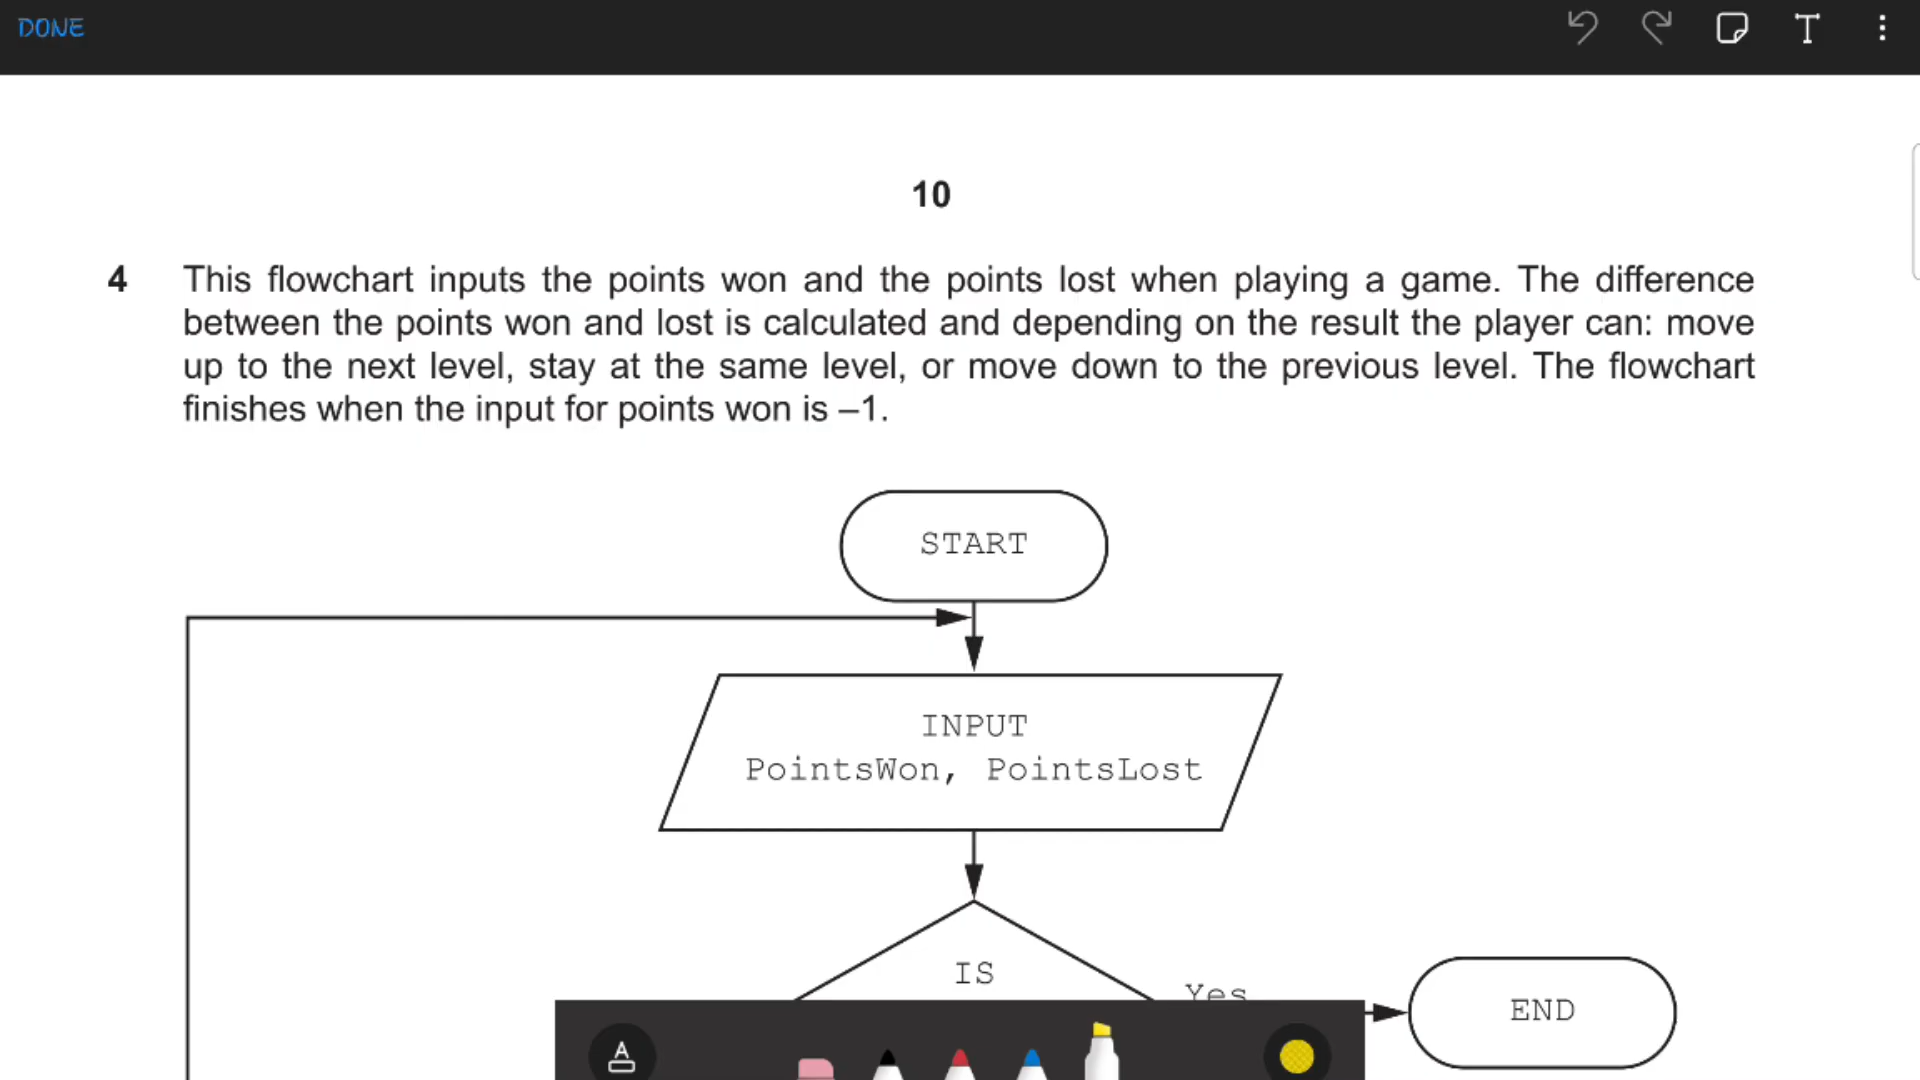 DONE
T
10
4 This flowchart inputs the points won and the points lost when playing a game. The difference
between the points won and lost is calculated and depending on the result the player can: move
up to the next level, stay at the same level, or move down to the previous level. The flowchart
finishes when the input for points won is –1.
START
INPUT
PointsWon, PointsLost
IS
Yes
END
A